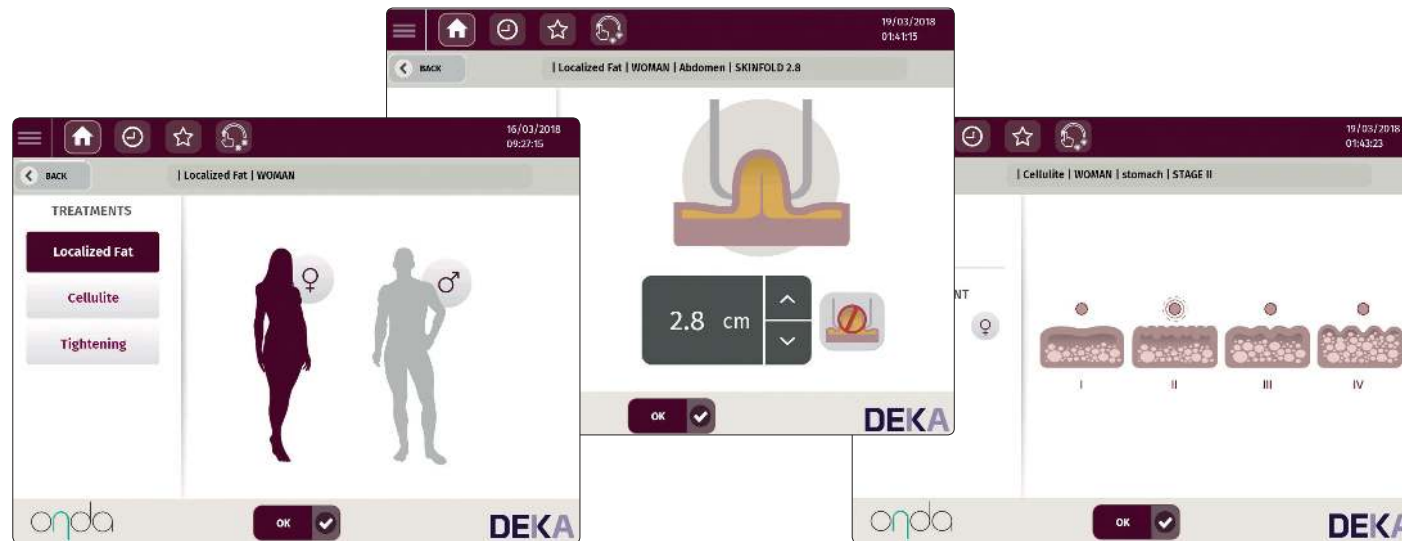 19/03/2018
01:41:15
BACK
| Localized Fat | WOMAN | Abdomen | SKINFOLD 2.8
2.8 cm
OK
DEKA
16/03/2018
09:27:15
BACK
| Localized Fat | WOMAN
TREATMENTS
Localized Fat
Cellulite
Tightening
onda
OK
DEKA
19/03/2018
01:43:23
| Cellulite | WOMAN | stomach | STAGE II
NT
I
II
III
IV
onda
OK
DEKA